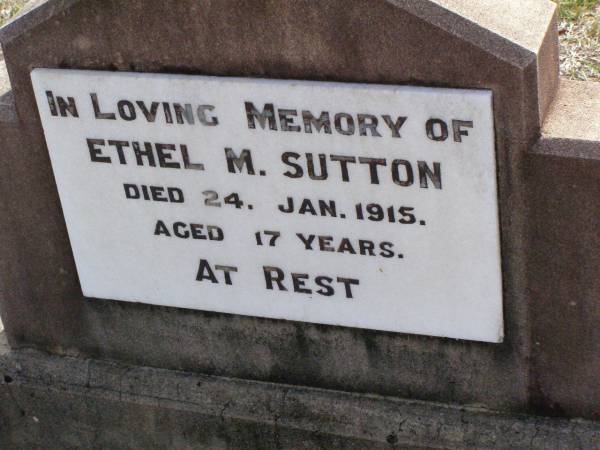 IN LOVING MEMORY OF
ETHEL M. SUTTON
DIED 24. JAN. 1915.
AGED 17 YEARS.
AT REST